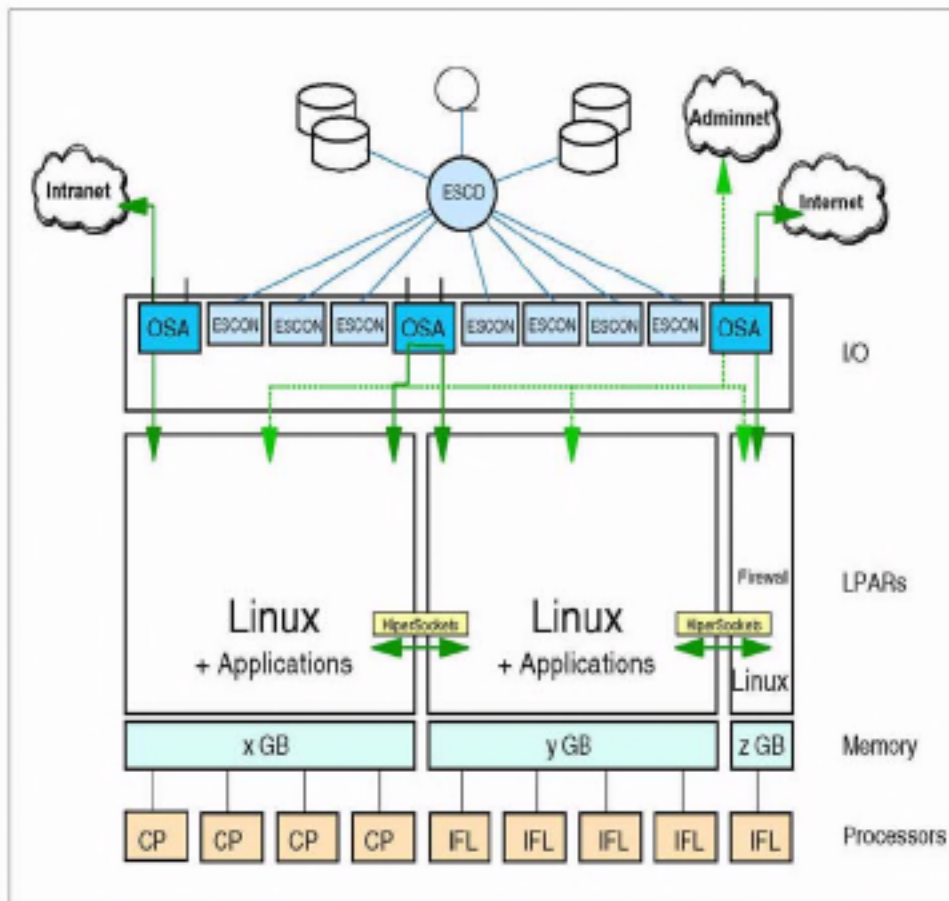 Adminnet
Intranet
ESCD
Internet
OSA ESCON ESCON ESCON OSA ESCON ESCON ESCON ESCON OSA
I/O
Firewall
LPARs
Linux
+ Applications
HiperSockets
Linux
+ Applications
HiperSockets
Linux
x GB
y GB
z GB
Memory
CP CP CP CP IFL IFL IFL IFL IFL
Processors